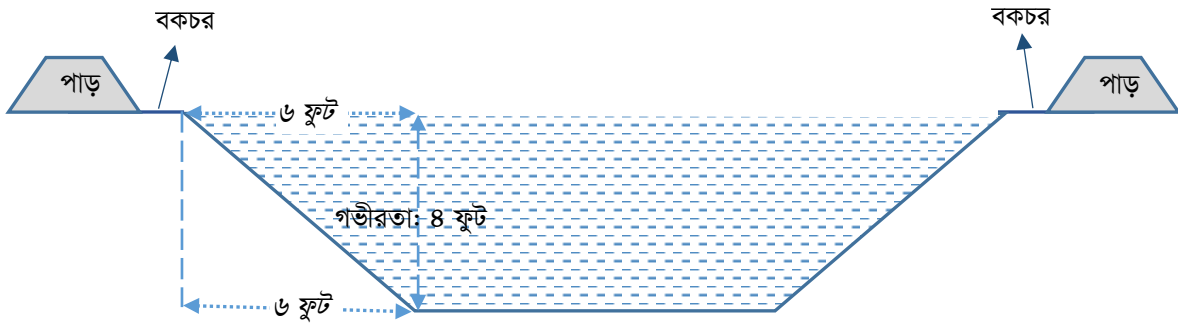 বকচর
বকচর
পাড়
পাড়
৬ ফুট
গভীরতা: ৪ ফুট
৬ ফুট